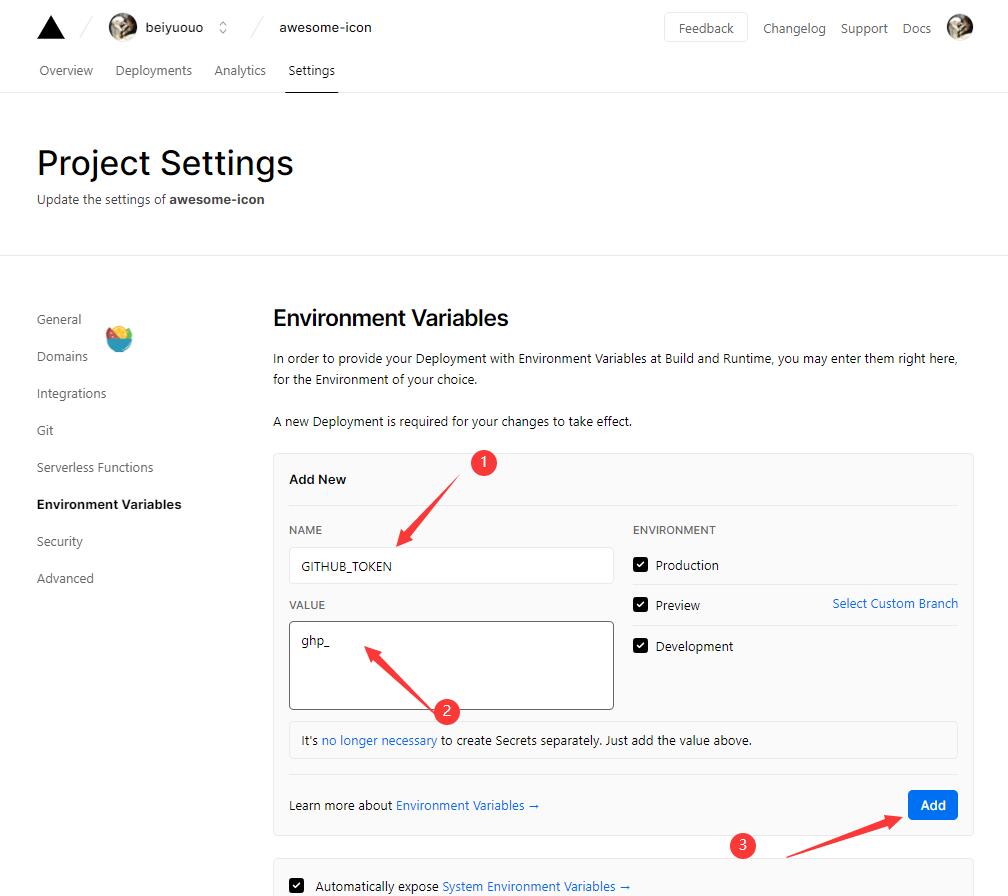 beiyuouo
awesome-icon
Feedback
Changelog
Support
Docs
Overview
Deployments
Analytics
Settings
Project Settings
Update the settings of awesome-icon
General
Domains
Integrations
Git
Serverless Functions
Environment Variables
Security
Advanced
Environment Variables
In order to provide your Deployment with Environment Variables at Build and Runtime, you may enter them right here,
for the Environment of your choice.
A new Deployment is required for your changes to take effect.
1
Add New
NAME
GITHUB_TOKEN
VALUE
ghp_
2
ENVIRONMENT
Production
Preview
Select Custom Branch
Development
It's no longer necessary to create Secrets separately. Just add the value above.
Learn more about Environment Variables →
Add
3
Automatically expose System Environment Variables →